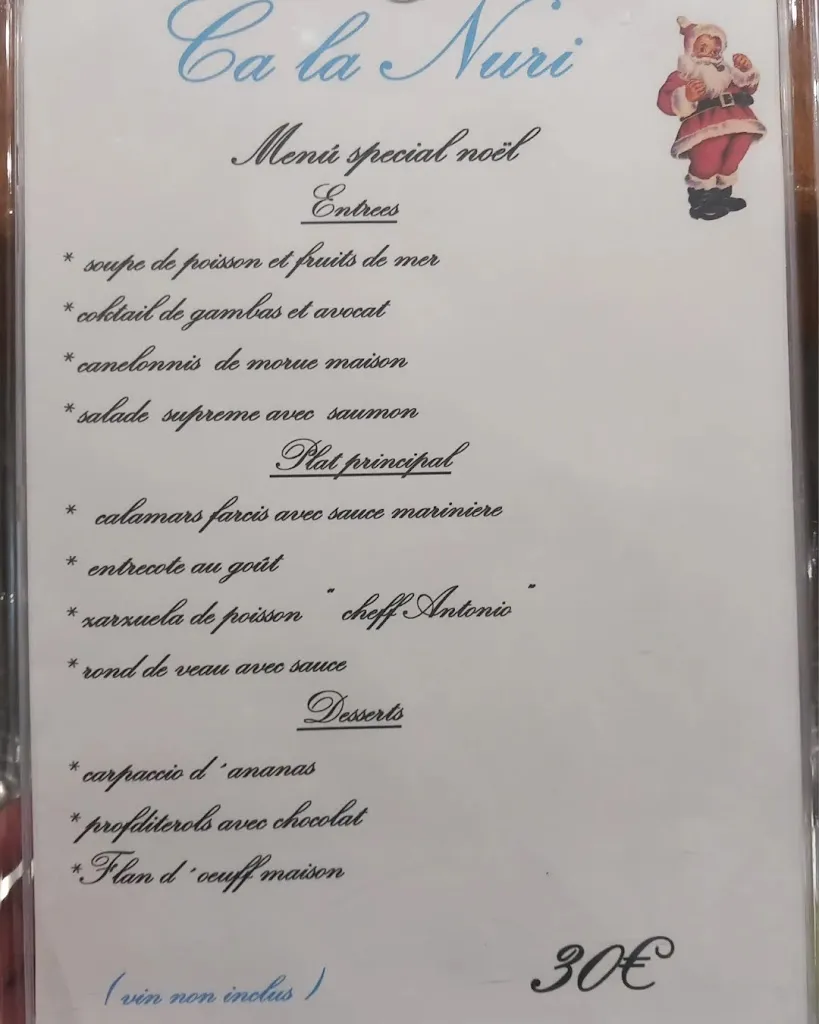 Ca la Nuri
Menú special noël
Entrees
* soupe de poisson et fruits de mer
* coktail de gambas et avocat
* canelonnis de morue maison
* salade supreme avec saumon
Plat principal
* calamars farcis avec sauce mariniere
* entrecote au goût
* zarzuela de poisson " cheff Antonio "
* rond de veau avec sauce
Desserts
* carpaccio d ´ananas
* profditerols avec chocolat
* Flan d ´oeuff maison
30€
( vin non inclus )